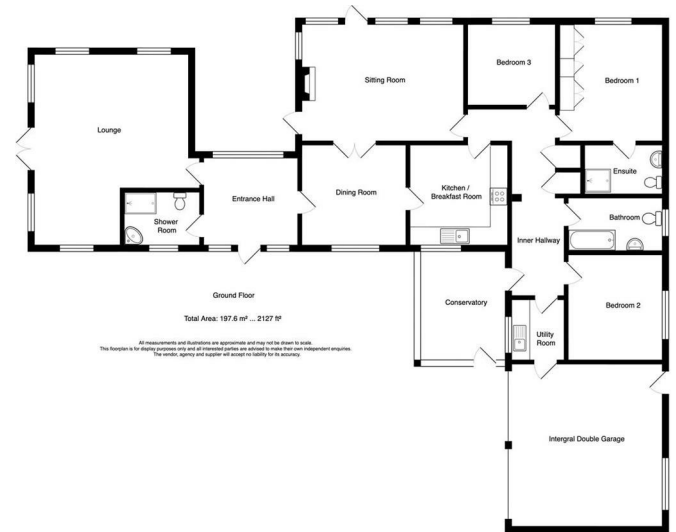 Sitting Room
Bedroom 3
Bedroom 1
Lounge
Ensuite
Kitchen /
Breakfast Room
Dining Room
Entrance Hall
Shower
Room
Bathroom
Inner Hallway
Ground Floor
Conservatory
Bedroom 2
Total Area: 197.6 m² ... 2127 ft²
Utility
Room
All measurements and illustrations are approximate and may not be drawn to scale.
This floorplan is for display purposes only and all interested parties are advised to make their own independent enquiries.
The vendor, agency and supplier will accept no liability for its accuracy.
Intergral Double Garage